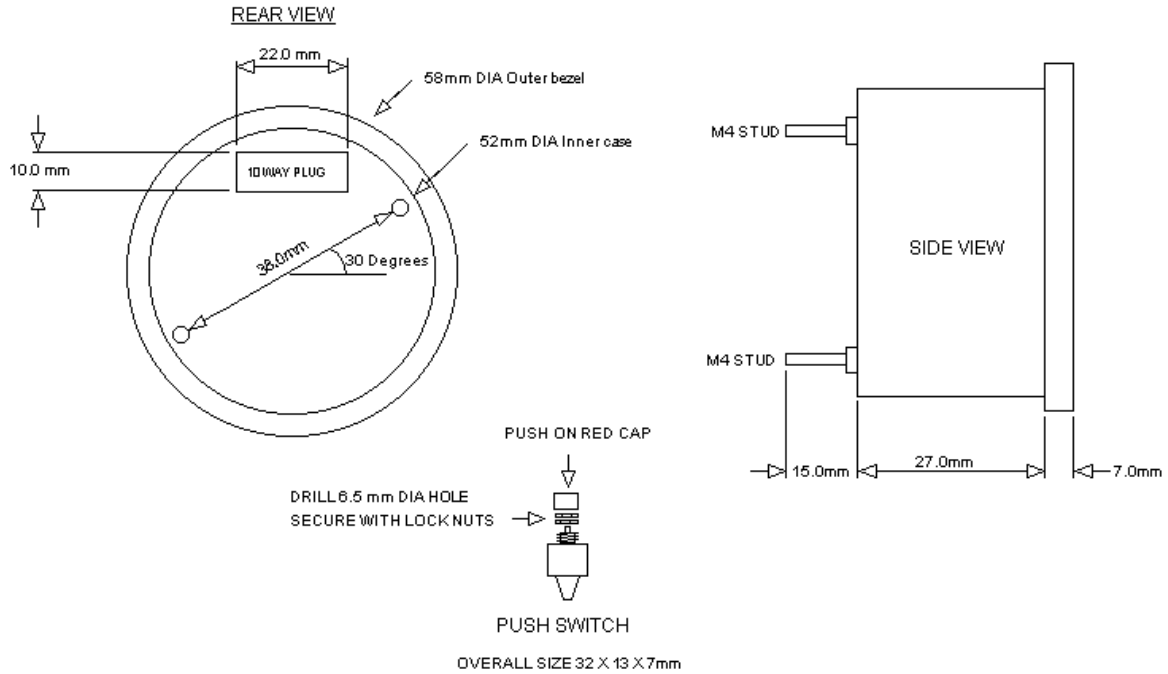 REAR VIEW
22.0 mm
58mm DIA Outer bezel
52mm DIA Inner case
10.0 mm
10 WAY PLUG
38.0mm
30 Degrees
M4 STUD
SIDE VIEW
M4 STUD
15.0mm
27.0mm
7.0mm
PUSH ON RED CAP
DRILL 6.5 mm DIA HOLE
SECURE WITH LOCK NUTS
PUSH SWITCH
OVERALL SIZE 32 X 13 X 7mm